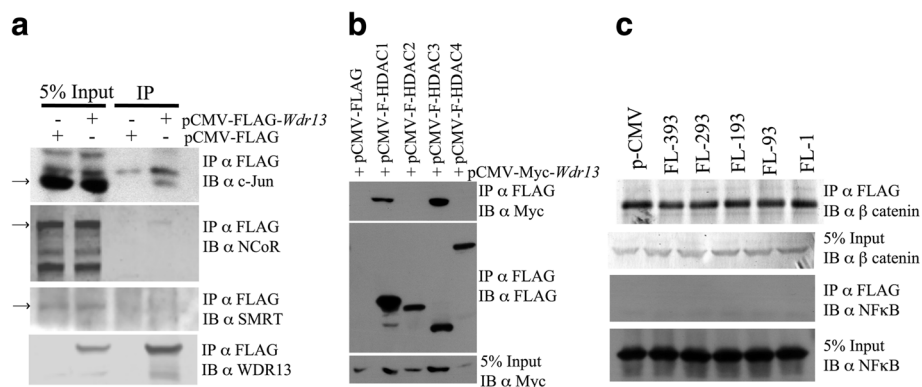 a
5% Input IP
- + - + pCMV-FLAG-Wdr13
+ - + - pCMV-FLAG
IP α FLAG
IB α c-Jun
IP α FLAG
IB α NCoR
IP α FLAG
IB α SMRT
IP α FLAG
IB α WDR13
b
pCMV-FLAG
pCMV-F-HDAC1
pCMV-F-HDAC2
pCMV-F-HDAC3
pCMV-F-HDAC4
+ + + + + pCMV-Myc-Wdr13
IP α FLAG
IB α Myc
IP α FLAG
IB α FLAG
5% Input
IB α Myc
c
p-CMV
FL-393
FL-293
FL-193
FL-93
FL-1
IP α FLAG
IB α β catenin
5% Input
IB α β catenin
IP α FLAG
IB α NFκB
5% Input
IB α NFκB